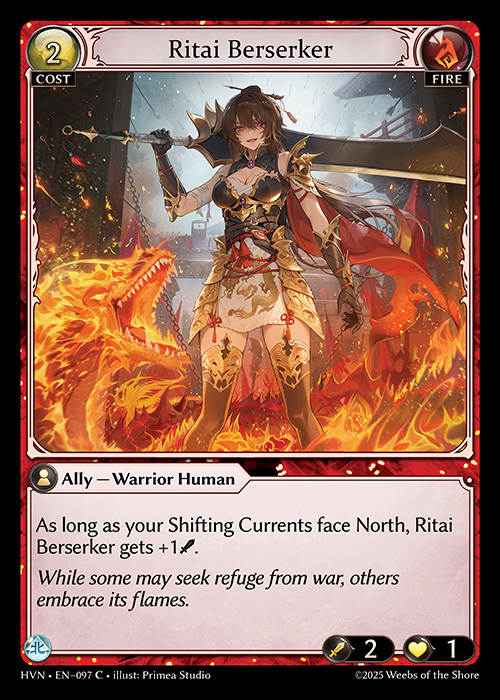 2
Ritai Berserker
COST
FIRE
Ally — Warrior Human
As long as your Shifting Currents face North, Ritai
Berserker gets +1.
While some may seek refuge from war, others
embrace its flames.
北
2
1
HVN • EN–097 C • illust: Primea Studio
©2025 Weebs of the Shore